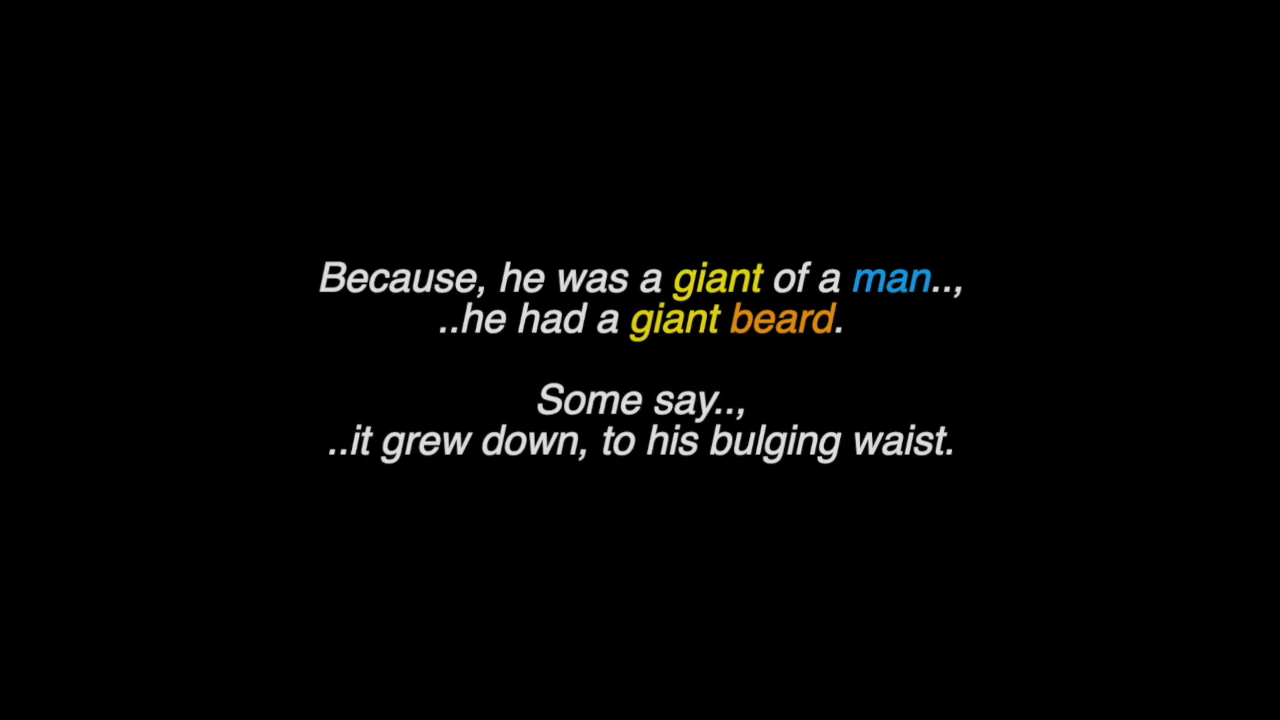 Because, he was a giant of a man..,
..he had a giant beard.
Some say..,
..it grew down, to his bulging waist.